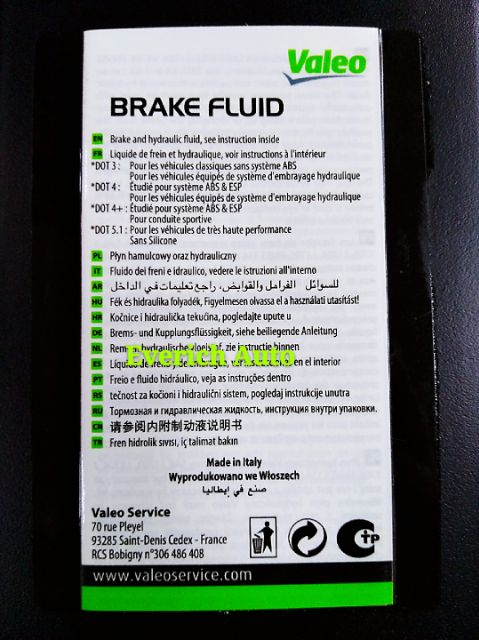 Valeo
BRAKE FLUID
EN Brake and hydraulic fluid, see instruction inside
FR Liquide de frein et hydraulique, voir instructions à l'intérieur
*DOT 3 : Pour les véhicules classiques sans système ABS
Pour les véhicules équipés de système d'embrayage hydraulique
*DOT 4 : Étudié pour système ABS & ESP
Pour les véhicules équipés de système d'embrayage hydraulique
*DOT 4+ : Étudié pour système ABS & ESP
Pour conduite sportive
*DOT 5.1 : Pour les véhicules de très haute performance
Sans Silicone
PL Płyn hamulcowy oraz hydrauliczny
IT Fluido dei freni e idraulico, vedere le istruzioni all'interno
AR للسوائل الفرامل والقوابض، راجع تعليمات في الداخل
HU Fék és hidraulika folyadék, Figyelmesen olvassa el a használati utasítást!
HR Kočnice i hidraulička tekućina, pogledajte upute u
DE Brems- und Kupplungsflüssigkeit, siehe beiliegende Anleitung
NL zie instructie binnen
Everich Auto
ES en el interior
PT Freio e fluido hidráulico, veja as instruções dentro
RS tečnost za kočioni i hidraulični sistem, pogledaj instrukcije unutra
RU Тормозная и гидравлическая жидкость, инструкция внутри упаковки.
CN 请参阅内附制动液说明书
TR Fren hidrolik sıvısı, iç talimat bakın
Made in Italy
Wyprodukowano we Włoszech
صنع في إيطاليا
Valeo Service
70 rue Pleyel
93285 Saint-Denis Cedex - France
RCS Bobigny n°306 486 408
www.valeoservice.com